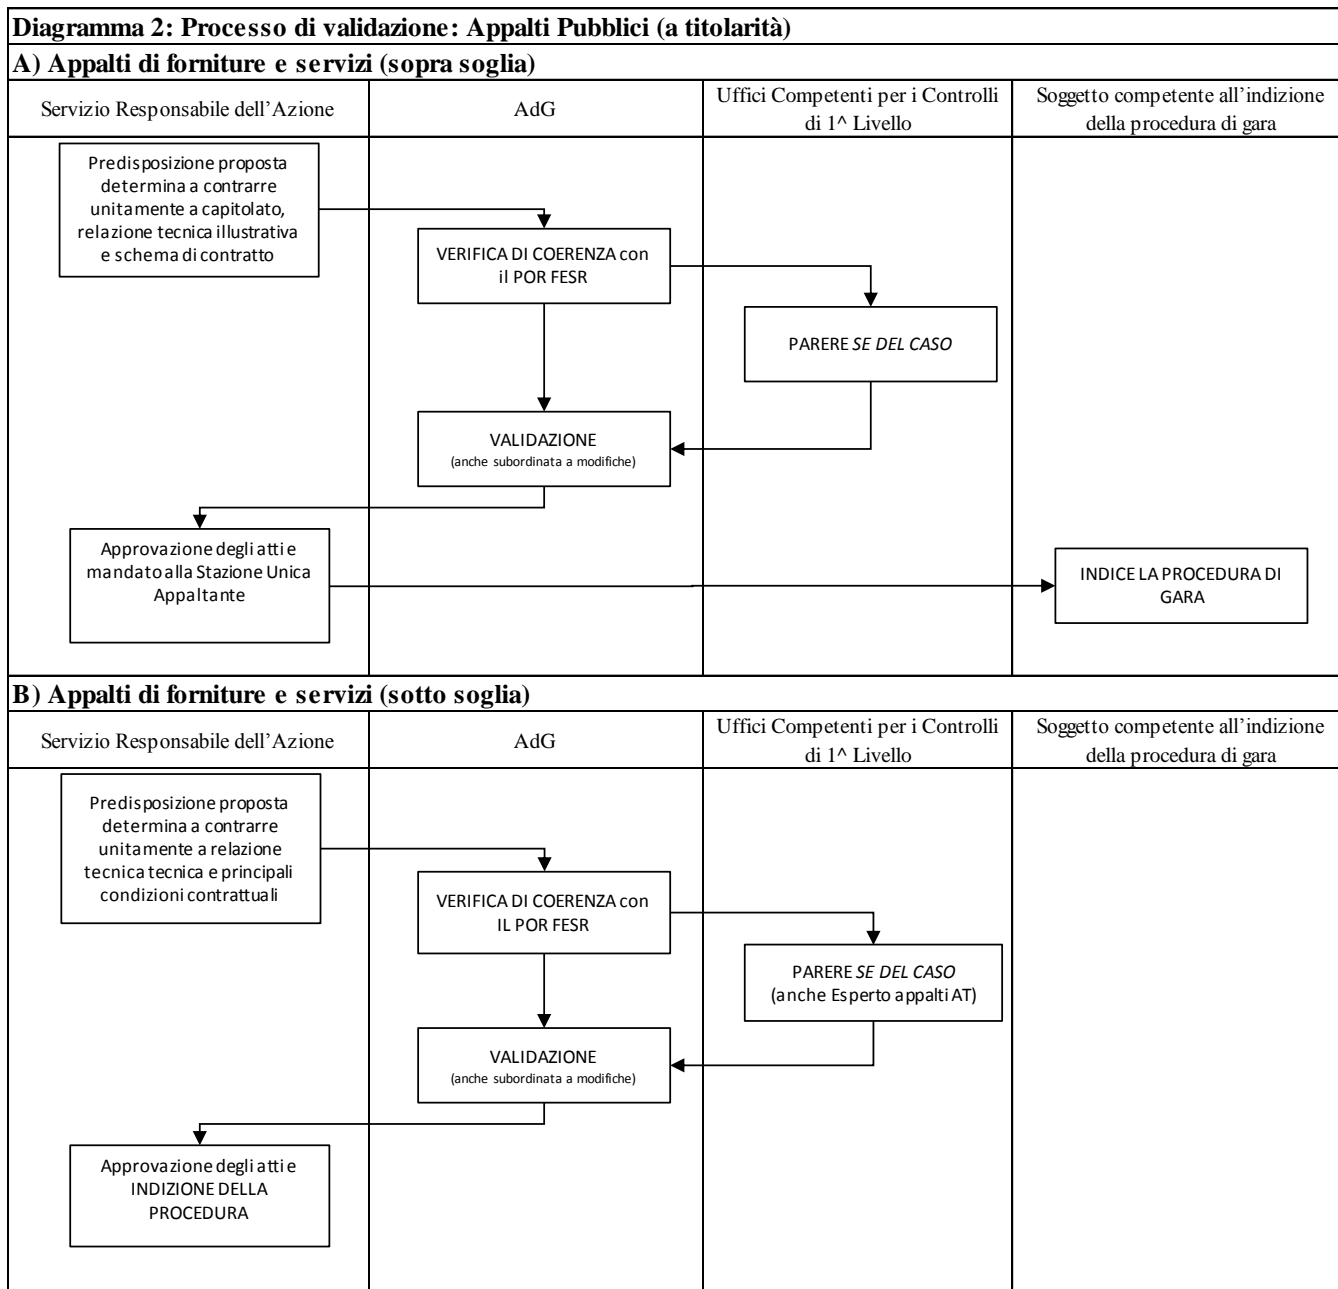 Diagramma 2: Processo di validazione: Appalti Pubblici (a titolarità)
A) Appalti di forniture e servizi (sopra soglia)
Servizio Responsabile dell’Azione
AdG
Uffici Competenti per i Controlli
di 1^ Livello
Soggetto competente all’indizione
della procedura di gara
Predisposizione proposta
determina a contrarre
unitamente a capitolato,
relazione tecnica illustrativa
e schema di contratto
VERIFICA DI COERENZA con
il POR FESR
PARERE SE DEL CASO
VALIDAZIONE
(anche subordinata a modifiche)
Approvazione degli atti e
mandato alla Stazione Unica
Appaltante
INDICE LA PROCEDURA DI
GARA
B) Appalti di forniture e servizi (sotto soglia)
Servizio Responsabile dell’Azione
AdG
Uffici Competenti per i Controlli
di 1^ Livello
Soggetto competente all’indizione
della procedura di gara
Predisposizione proposta
determina a contrarre
unitamente a relazione
tecnica tecnica e principali
condizioni contrattuali
VERIFICA DI COERENZA con
IL POR FESR
PARERE SE DEL CASO
(anche Esperto appalti AT)
VALIDAZIONE
(anche subordinata a modifiche)
Approvazione degli atti e
INDIZIONE DELLA
PROCEDURA